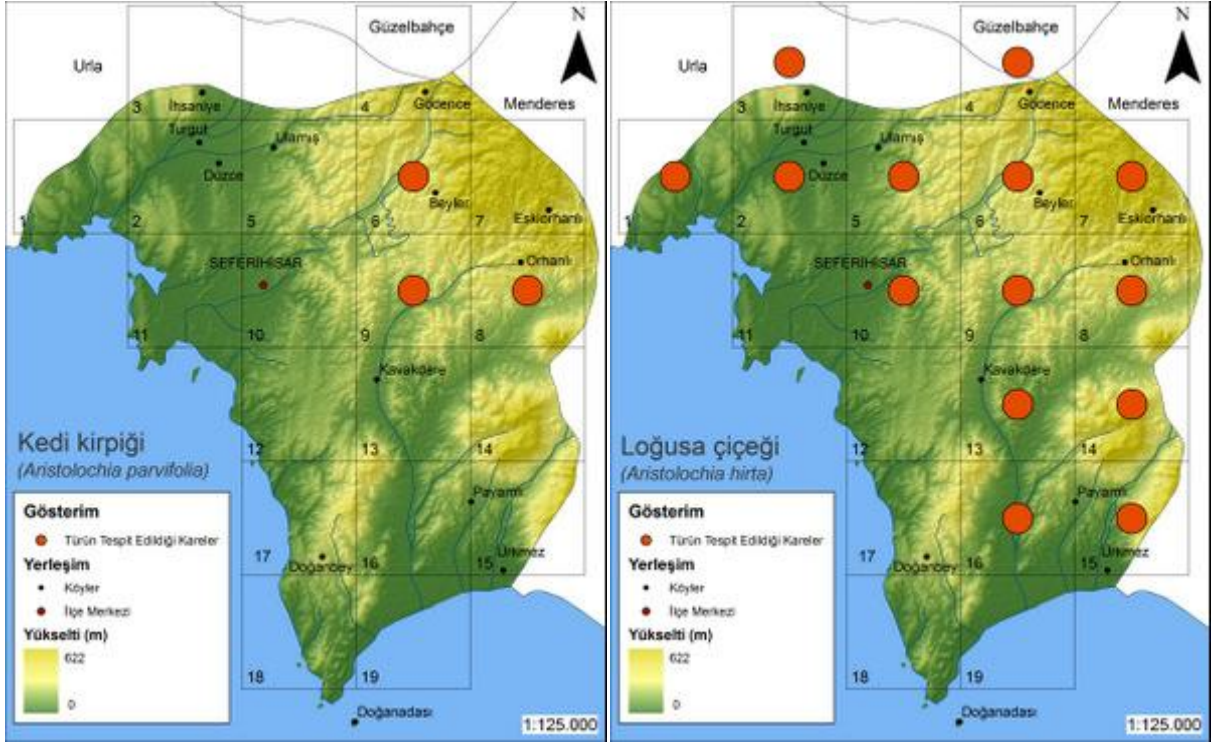 Güzelbahçe
N
Urla
3
4
İhsaniye
Gödence
Menderes
Turgut
Ulamış
Düzce
Beyler
1
2
5
6
7
Eskiorhanlı
SEFERİHİSAR
Orhanlı
11
10
9
8
Kavakdere
Kedi kirpiği
(Aristolochia parvifolia)
12
13
14
Gösterim
Türün Tespit Edildiği Kareler
Yerleşim
Köyler
İlçe Merkezi
Yükselti (m)
622
0
Payamlı
17
Doğanbey
16
15
Ürkmez
18
19
Doğanadası
1:125.000
Güzelbahçe
N
Urla
3
4
İhsaniye
Gödence
Menderes
Turgut
Ulamış
Düzce
Beyler
1
2
5
6
7
Eskiorhanlı
SEFERİHİSAR
Orhanlı
11
10
9
8
Kavakdere
Loğusa çiçeği
(Aristolochia hirta)
12
13
14
Gösterim
Türün Tespit Edildiği Kareler
Yerleşim
Köyler
İlçe Merkezi
Yükselti (m)
622
0
Payamlı
17
Doğanbey
16
15
Ürkmez
18
19
Doğanadası
1:125.000